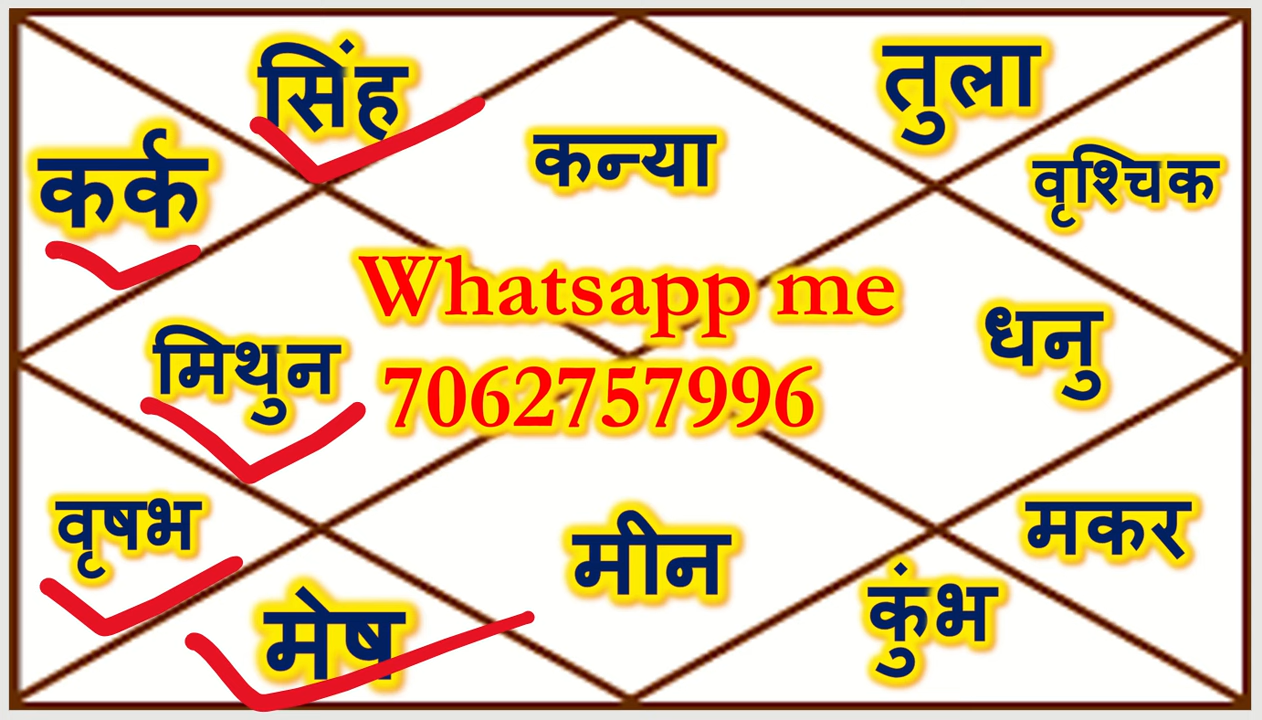 सिंह
तुला
कर्क
कन्या
वृश्चिक
Whatsapp me
7062757996
मिथुन
धनु
वृषभ
मीन
मकर
मेष
कुंभ